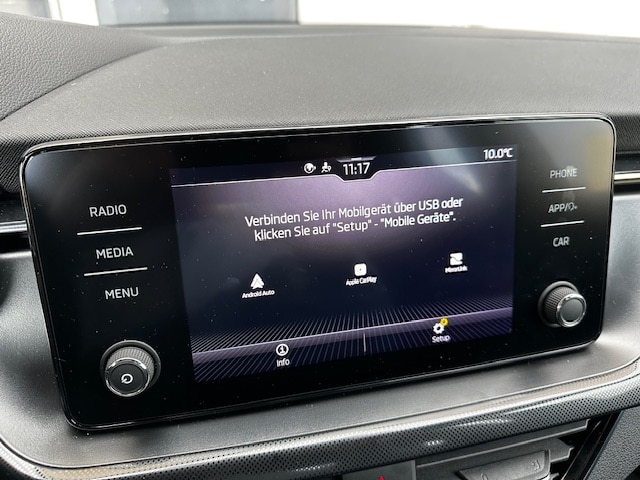 11:17
10.0°C
RADIO
MEDIA
MENU
Verbinden Sie Ihr Mobilgerät über USB oder
klicken Sie auf "Setup" - "Mobile Geräte".
Android Auto
Apple CarPlay
MirrorLink
Info
Setup
PHONE
APP/
CAR